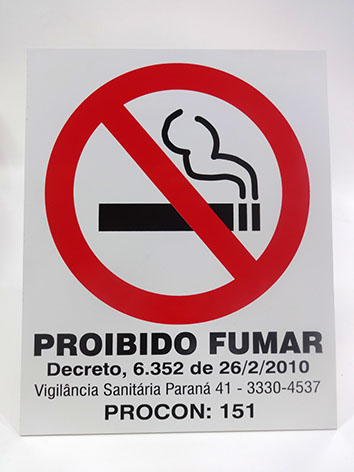 PROIBIDO FUMAR
Decreto, 6.352 de 26/2/2010
Vigilância Sanitária Paraná 41 - 3330-4537
PROCON: 151